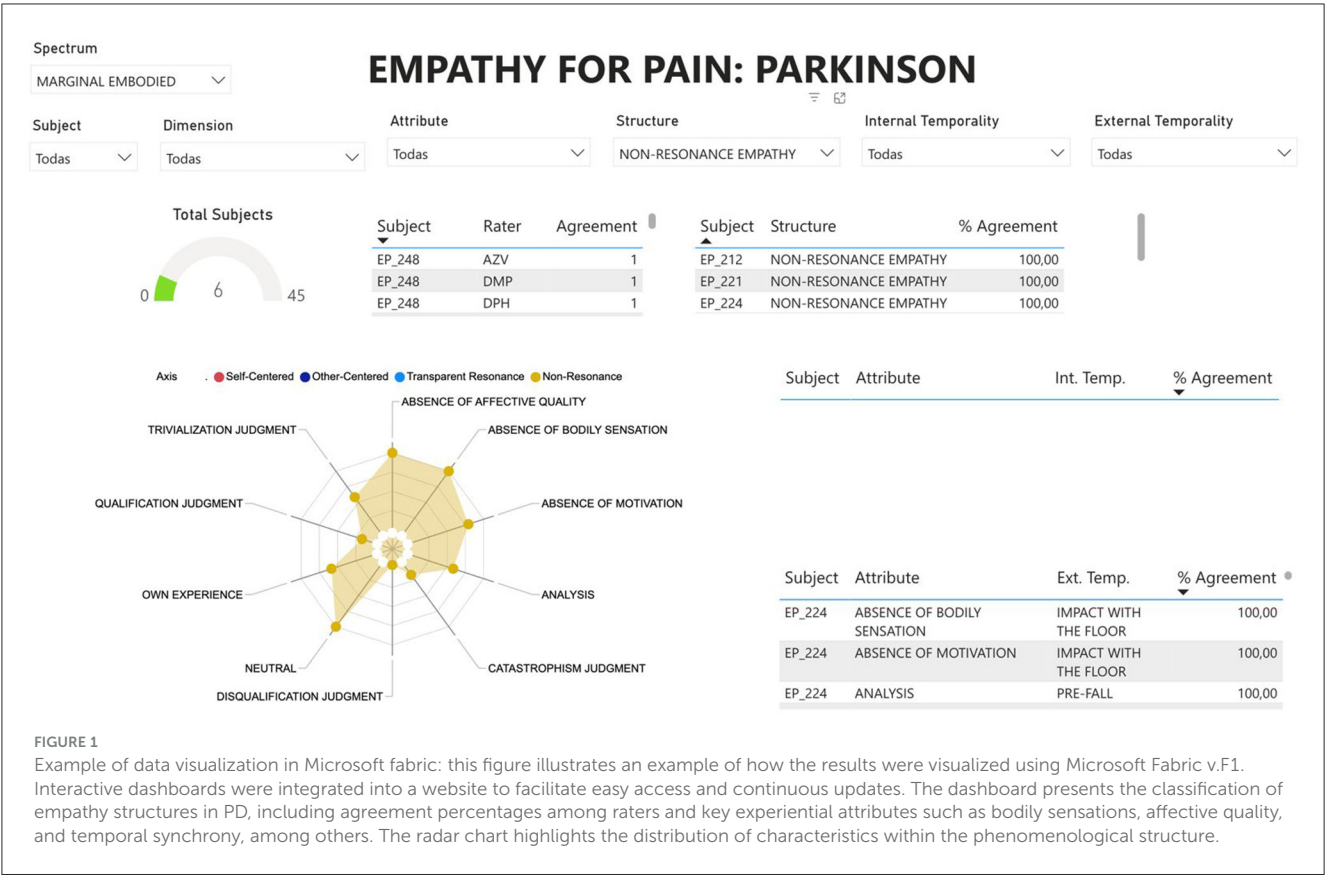 Spectrum
MARGINAL EMBODIED
EMPATHY FOR PAIN: PARKINSON
Subject
Dimension
Attribute
Structure
Internal Temporality
External Temporality
Todas
Todas
Todas
NON-RESONANCE EMPATHY
Todas
Todas
Total Subjects
0
6
45
Subject Rater Agreement
EP_248 AZV 1
EP_248 DMP 1
EP_248 DPH 1
Subject Structure % Agreement
EP_212 NON-RESONANCE EMPATHY 100,00
EP_221 NON-RESONANCE EMPATHY 100,00
EP_224 NON-RESONANCE EMPATHY 100,00
Axis . Self-Centered Other-Centered Transparent Resonance Non-Resonance
ABSENCE OF AFFECTIVE QUALITY
TRIVIALIZATION JUDGMENT
ABSENCE OF BODILY SENSATION
QUALIFICATION JUDGMENT
ABSENCE OF MOTIVATION
OWN EXPERIENCE
ANALYSIS
NEUTRAL
CATASTROPHISM JUDGMENT
DISQUALIFICATION JUDGMENT
Subject Attribute Int. Temp. % Agreement
Subject Attribute Ext. Temp. % Agreement
EP_224 ABSENCE OF BODILY IMPACT WITH 100,00
SENSATION THE FLOOR
EP_224 ABSENCE OF MOTIVATION IMPACT WITH 100,00
THE FLOOR
EP_224 ANALYSIS PRE-FALL 100,00
FIGURE 1
Example of data visualization in Microsoft fabric: this figure illustrates an example of how the results were visualized using Microsoft Fabric v.F1.
Interactive dashboards were integrated into a website to facilitate easy access and continuous updates. The dashboard presents the classification of
empathy structures in PD, including agreement percentages among raters and key experiential attributes such as bodily sensations, affective quality,
and temporal synchrony, among others. The radar chart highlights the distribution of characteristics within the phenomenological structure.